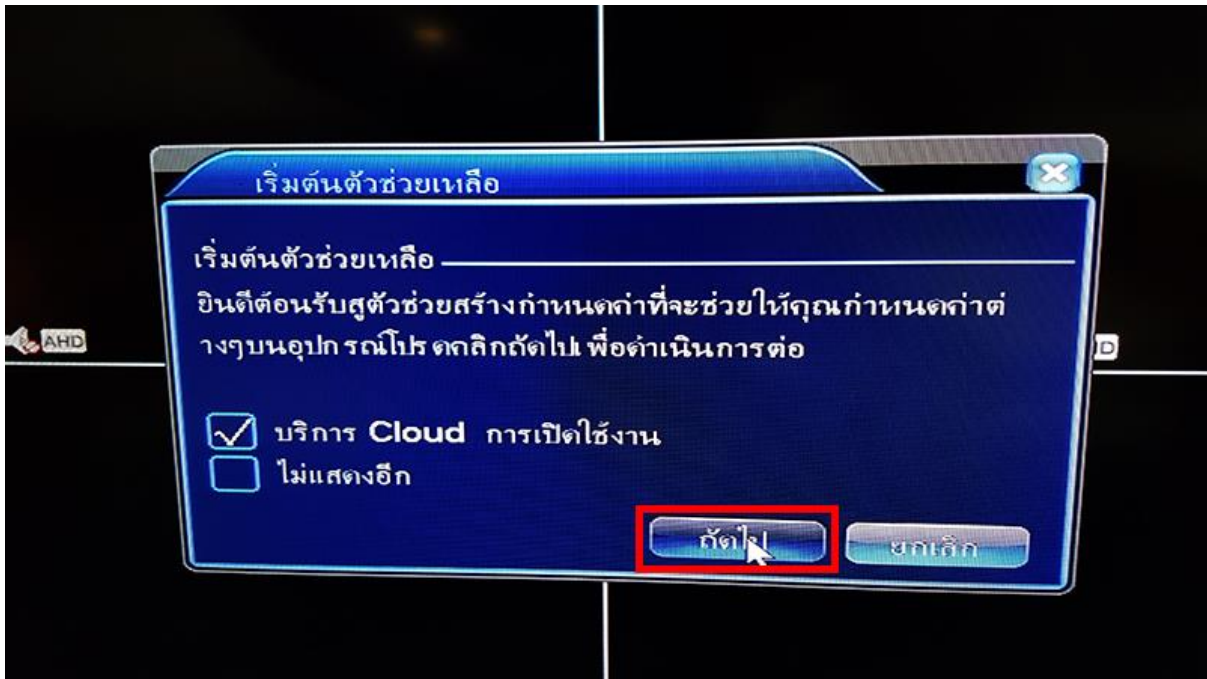 เริ่มต้นตัวช่วยเหลือ
เริ่มต้นตัวช่วยเหลือ
ยินดีต้อนรับสู่ตัวช่วยสร้างกำหนดค่าที่จะช่วยให้คุณกำหนดค่าต่
างๆบนอุปกรณ์โปรดคลิกถัดไปเพื่อดำเนินการต่อ
AHD
บริการ Cloud การเปิดใช้งาน
ไม่แสดงอีก
ถัดไป
ยกเลิก